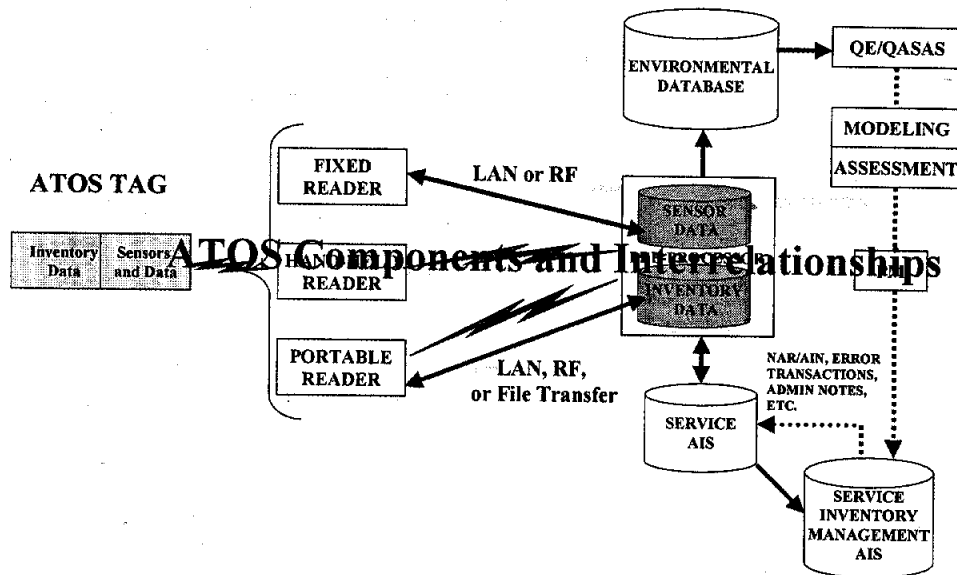 ENVIRONMENTAL
DATABASE
QE/QASAS
MODELING
ASSESSMENT
ATOS TAG
Inventory
Data
Sensors
and Data
FIXED
READER
LAN or RF
SENSOR
DATA
ATOS Components and Interrelationships
READER
INVENTORY
DATA
PORTABLE
READER
LAN, RF,
or File Transfer
NAR/AIN, ERROR
TRANSACTIONS,
ADMIN NOTES,
ETC.
SERVICE
AIS
SERVICE
INVENTORY
MANAGEMENT
AIS